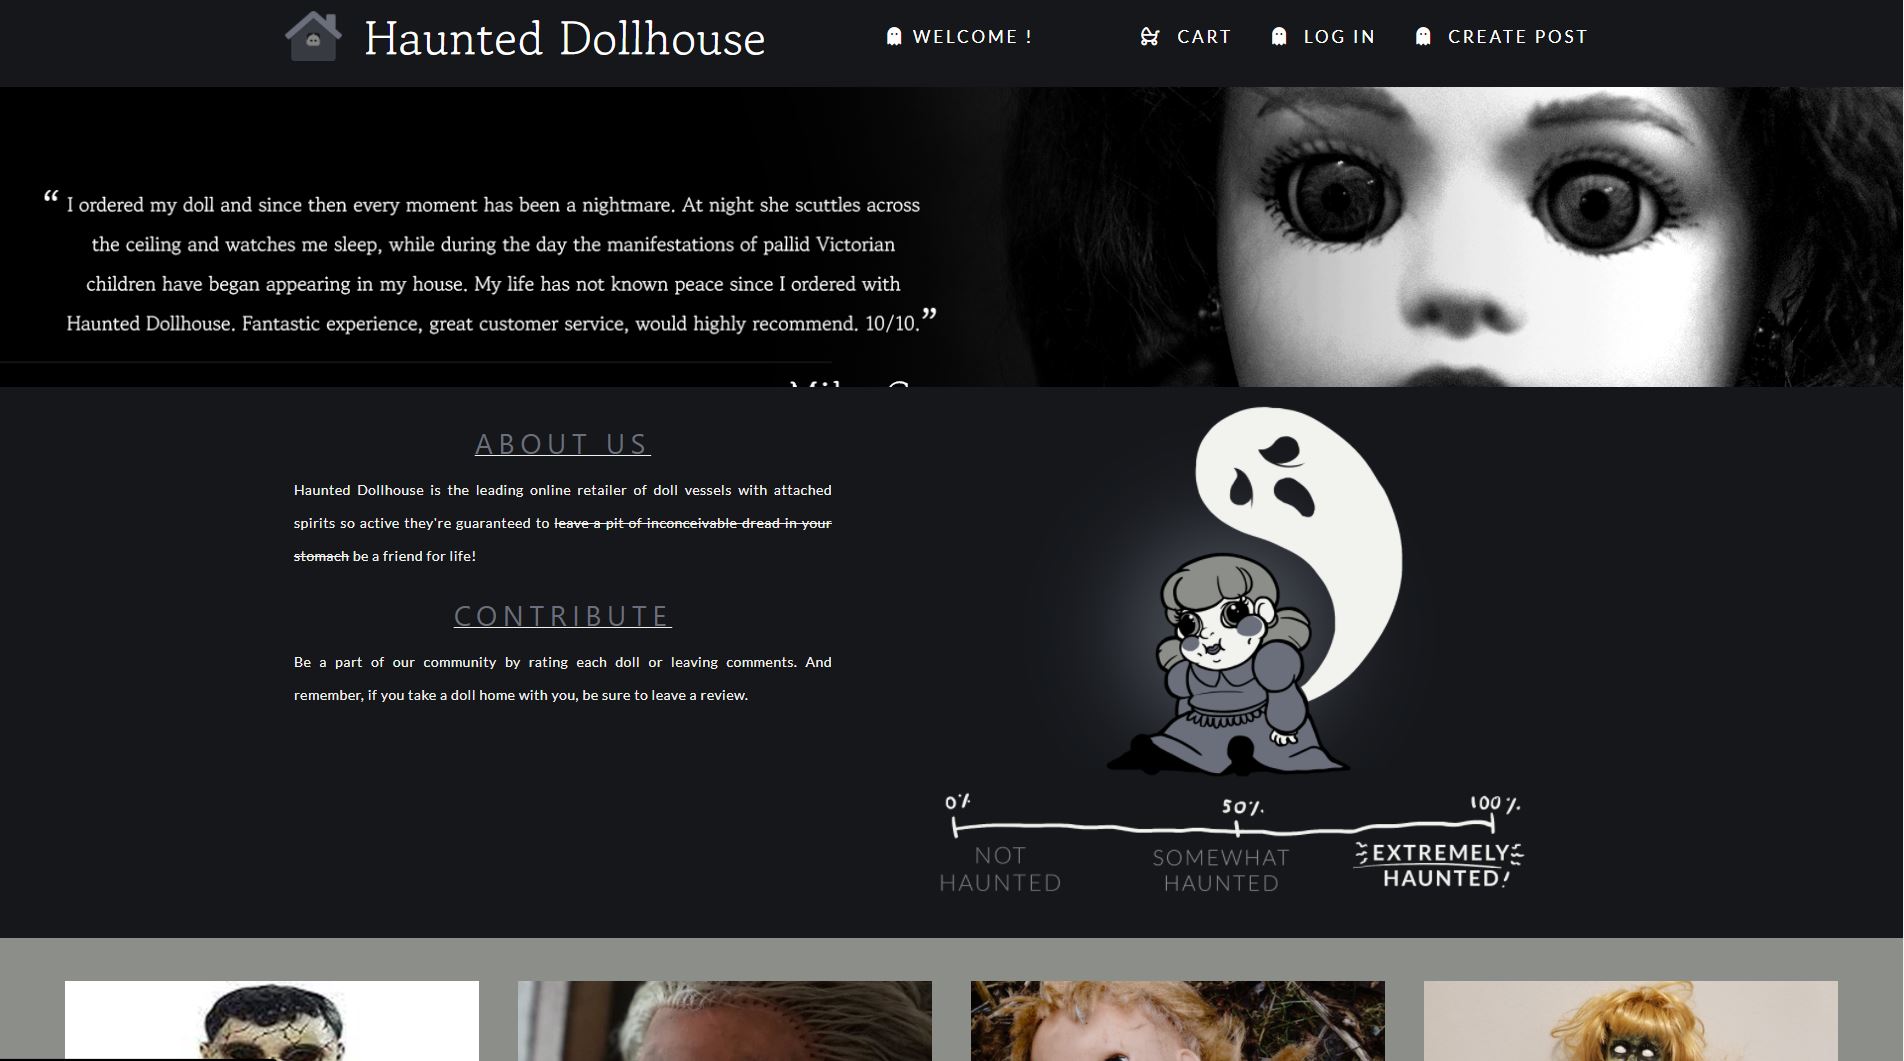 Haunted Dollhouse
WELCOME !
CART
LOG IN
CREATE POST
“ I ordered my doll and since then every moment has been a nightmare. At night she scuttles across
the ceiling and watches me sleep, while during the day the manifestations of pallid Victorian
children have began appearing in my house. My life has not known peace since I ordered with
Haunted Dollhouse. Fantastic experience, great customer service, would highly recommend. 10/10.”
ABOUT US
Haunted Dollhouse is the leading online retailer of doll vessels with attached
spirits so active they're guaranteed to leave a pit of inconceivable dread in your
stomach be a friend for life!
CONTRIBUTE
Be a part of our community by rating each doll or leaving comments. And
remember, if you take a doll home with you, be sure to leave a review.
0% 50% 100%
NOT
HAUNTED
SOMEWHAT
HAUNTED
EXTREMELY
HAUNTED!